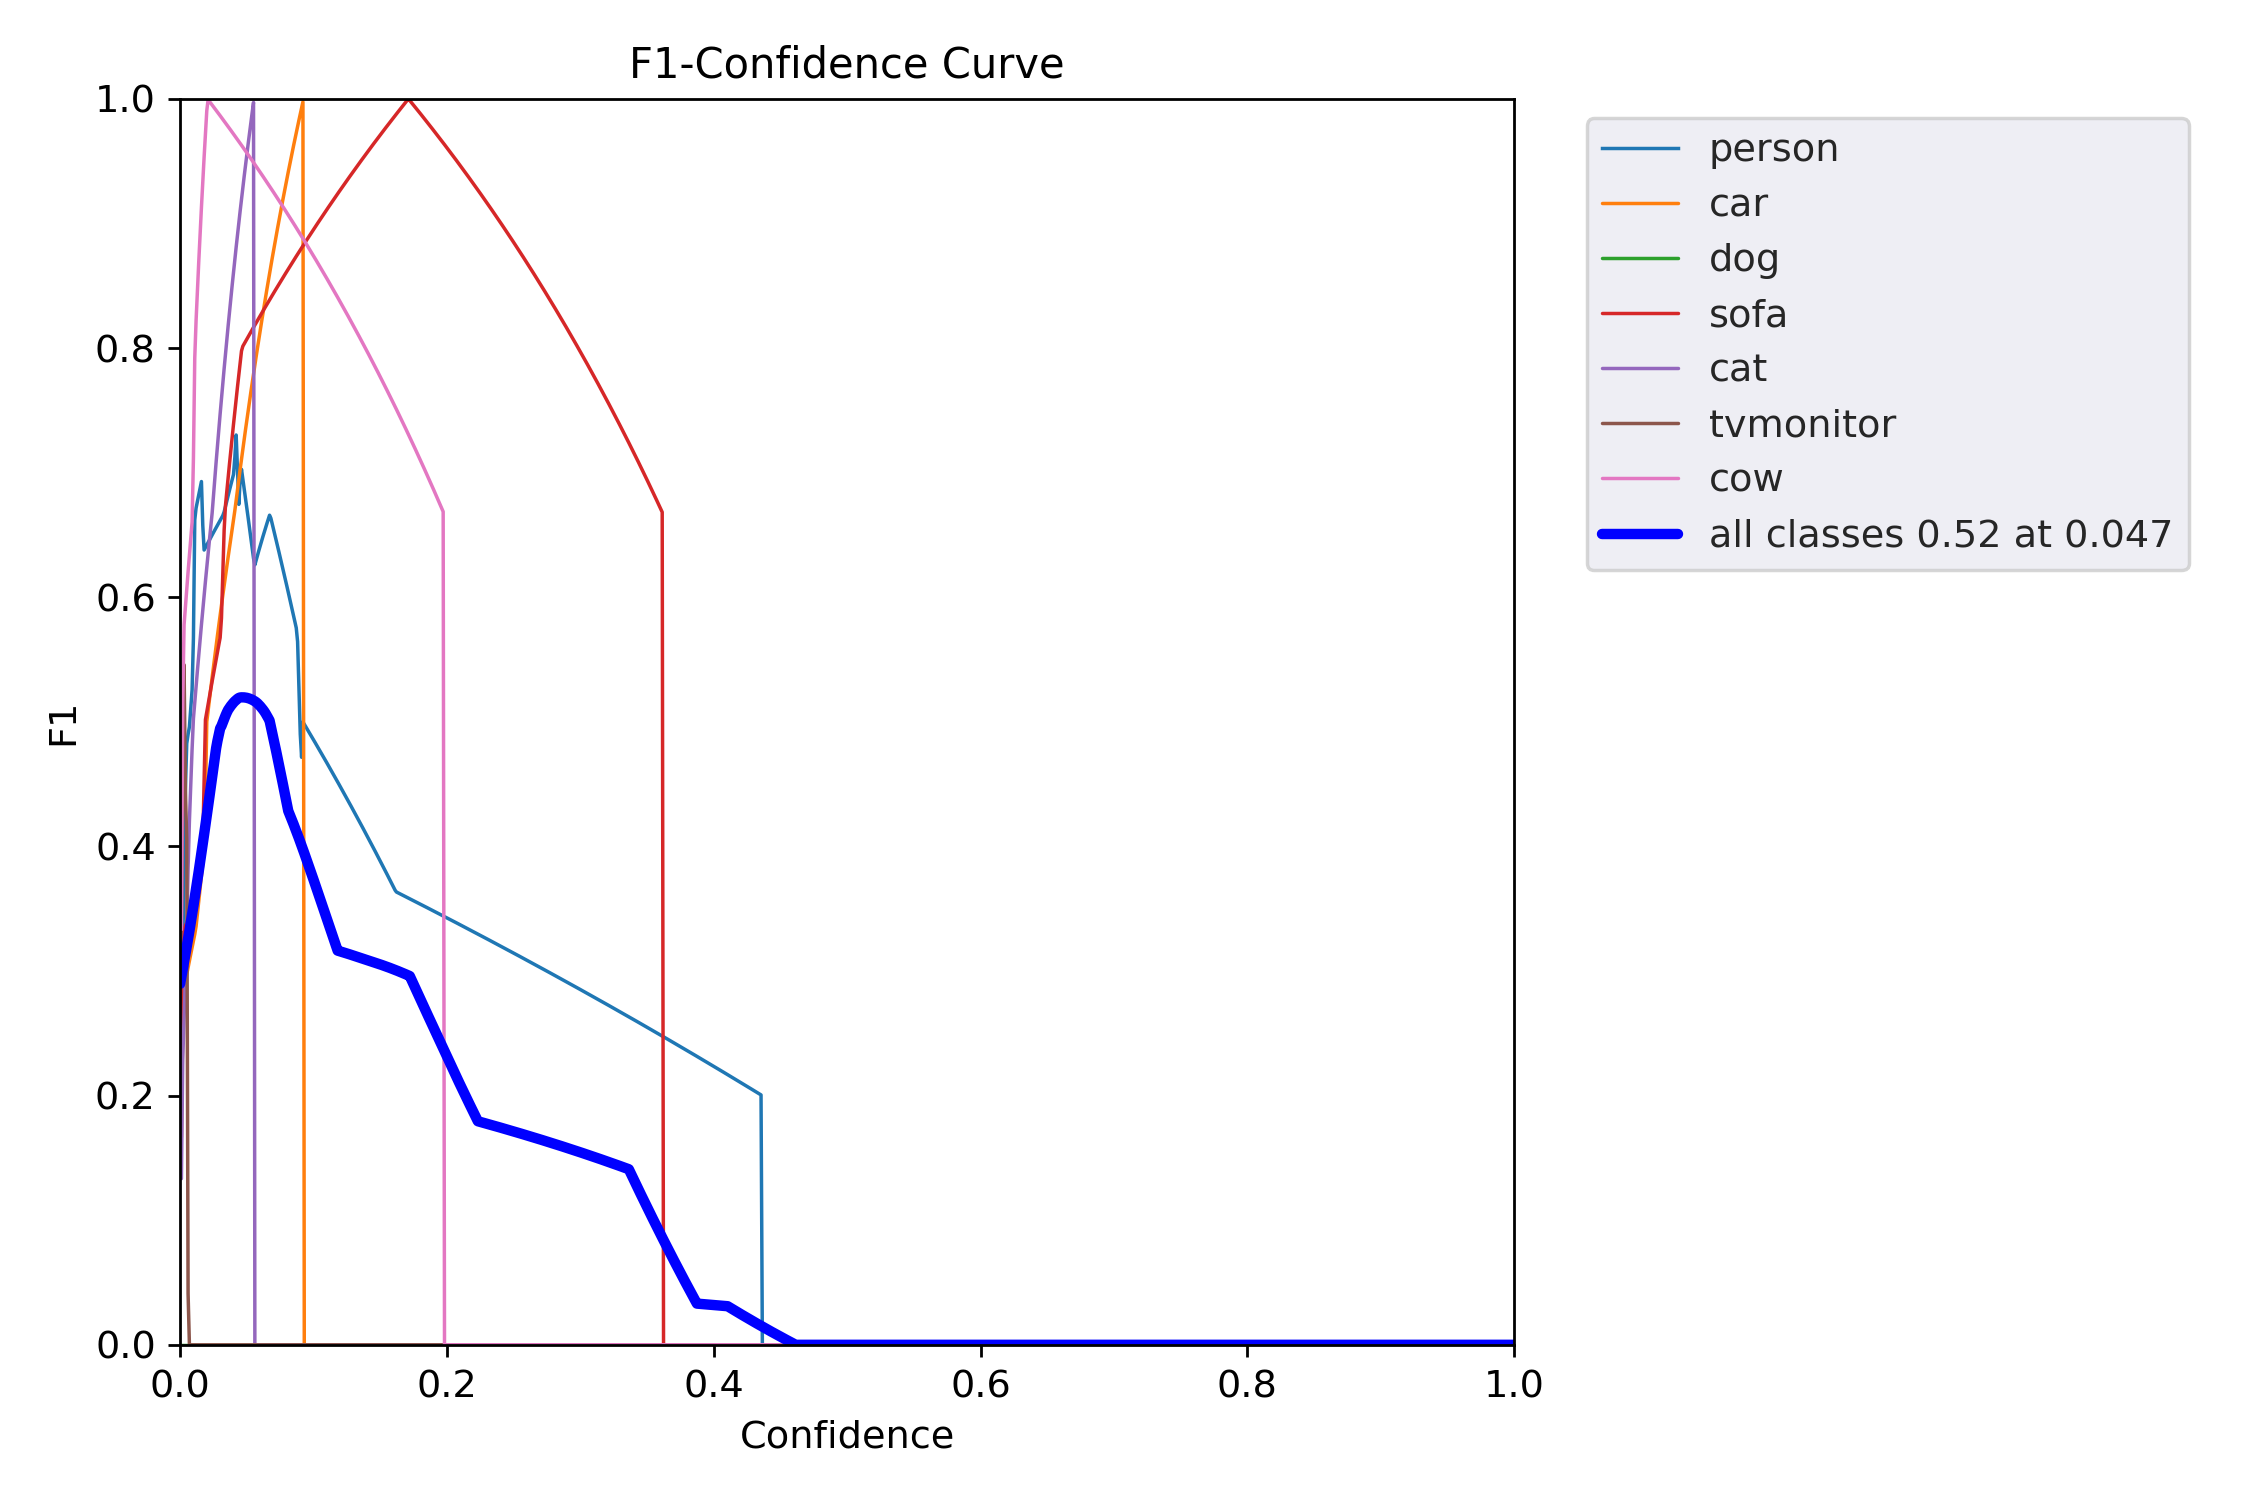 F1-Confidence Curve
1.0
0.8
0.6
0.4
0.2
0.0
F1
0.0 0.2 0.4 0.6 0.8 1.0
Confidence
person
car
dog
sofa
cat
tvmonitor
cow
all classes 0.52 at 0.047